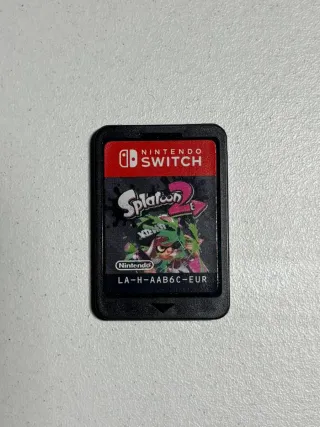 NINTENDO
SWITCH
Splatoon 2
Nintendo
LA-H-AAB6C-EUR